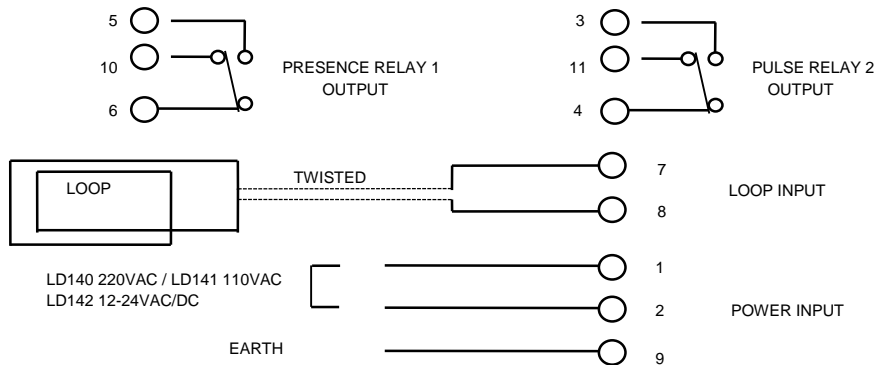 5
10
6
PRESENCE RELAY 1
OUTPUT
3
11
4
PULSE RELAY 2
OUTPUT
LOOP
TWISTED
7
8
LOOP INPUT
LD140 220VAC / LD141 110VAC
LD142 12-24VAC/DC
1
2
POWER INPUT
EARTH
9